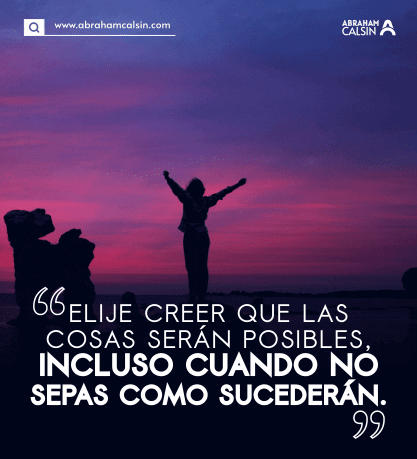 www.abrahamcalsin.com
ABRAHAM
CALSIN
“ELIJE CREER QUE LAS
COSAS SERÁN POSIBLES,
INCLUSO CUANDO NO
SEPAS COMO SUCEDERÁN.
”